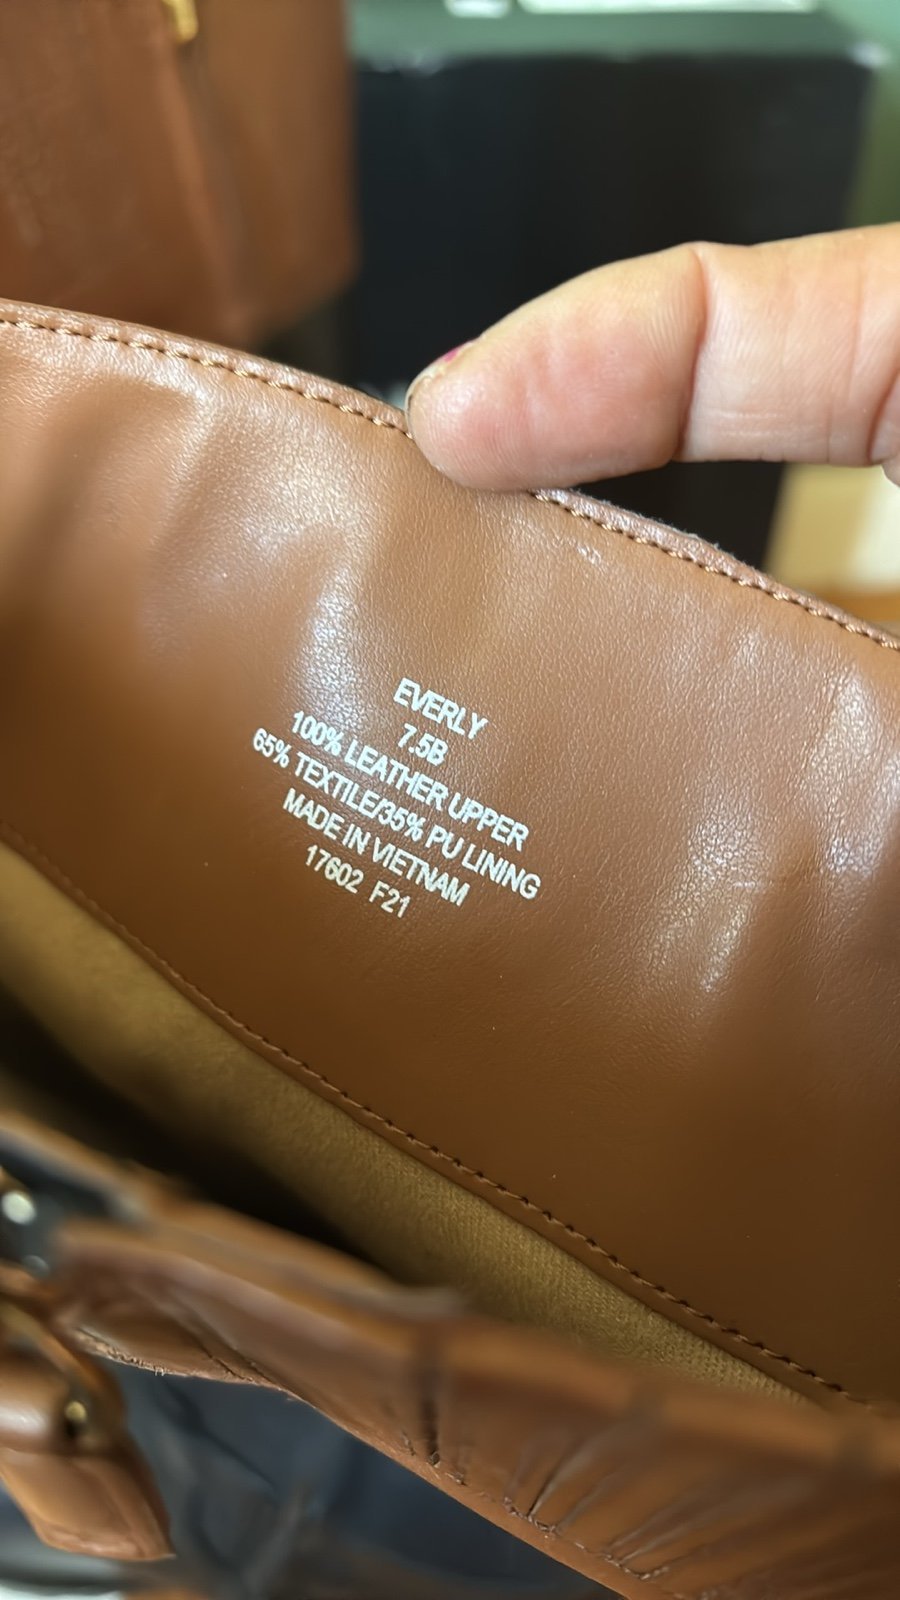 EVERLY
7.5B
100% LEATHER UPPER
65% TEXTILE/35% PU LINING
MADE IN VIETNAM
17602 F21